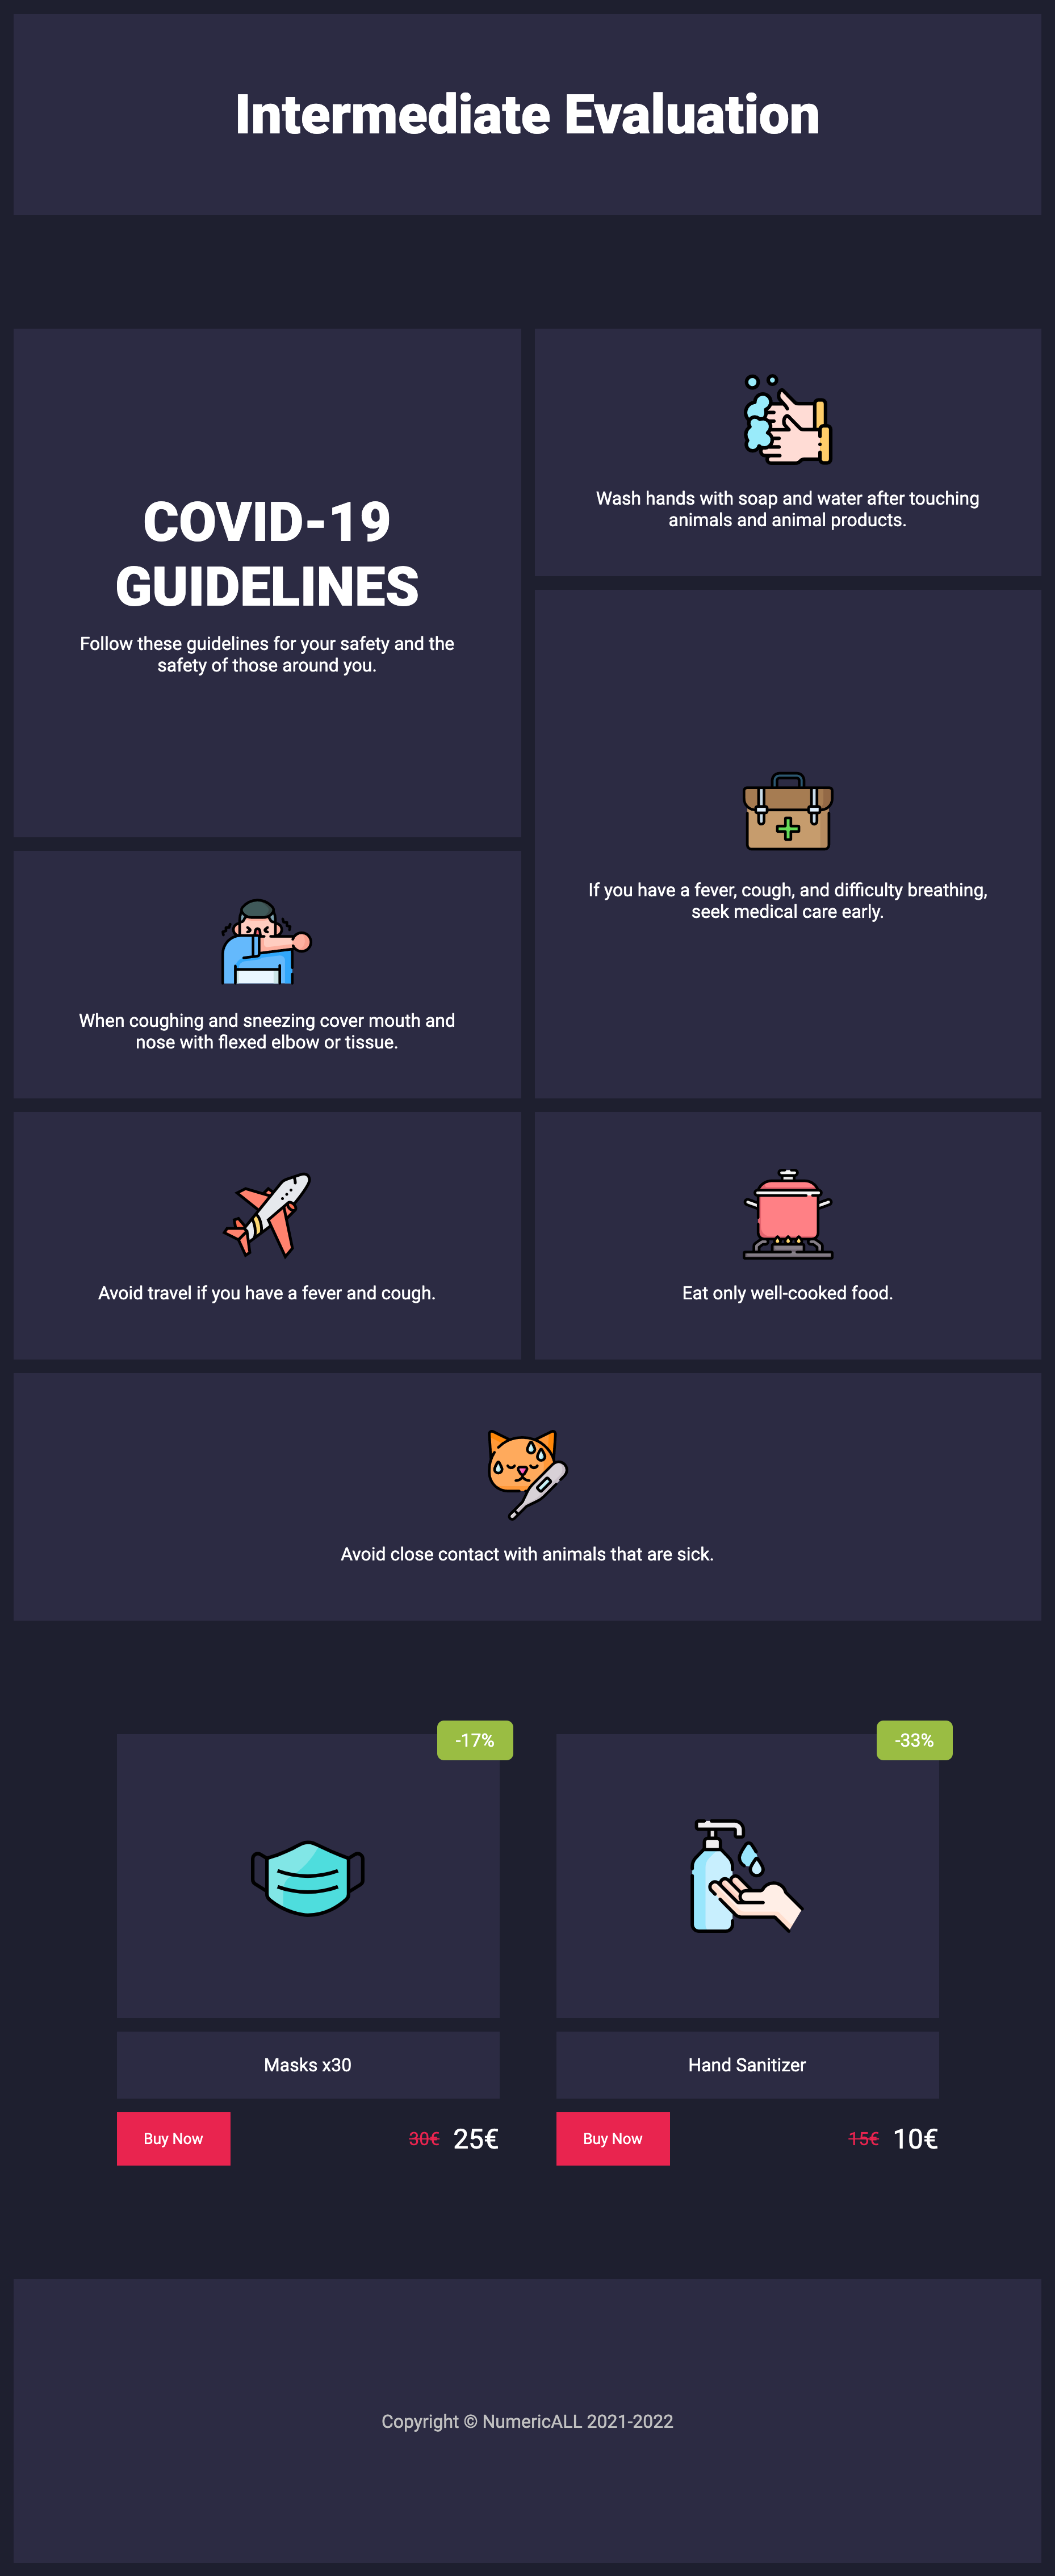 Intermediate Evaluation
COVID-19
GUIDELINES
Follow these guidelines for your safety and the
safety of those around you.
Wash hands with soap and water after touching
animals and animal products.
If you have a fever, cough, and difficulty breathing,
seek medical care early.
When coughing and sneezing cover mouth and
nose with flexed elbow or tissue.
Avoid travel if you have a fever and cough.
Eat only well-cooked food.
Avoid close contact with animals that are sick.
-17%
Masks x30
Buy Now
30€ 25€
-33%
Hand Sanitizer
Buy Now
15€ 10€
Copyright © NumericALL 2021-2022